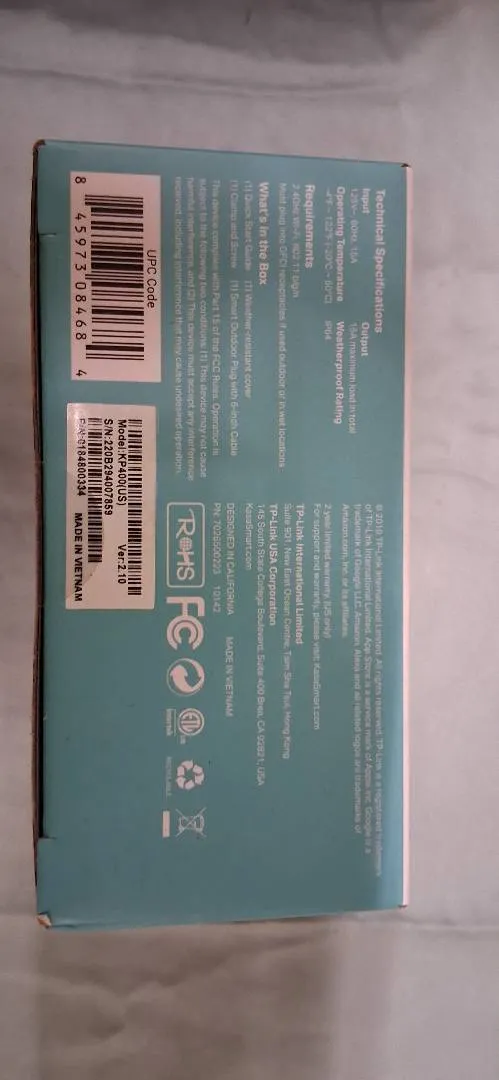 Technical Specifications
Input
125V~, 60Hz, 15A
Output
15A maximum load in total
Operating Temperature
-4°F ~ 122°F (-20°C ~ 50°C)
Weatherproof Rating
IP64
Requirements
2.4GHz Wi-Fi, 802.11 b/g/n
Must plug into GFCI receptacles if used outdoor or in wet locations
What's in the Box
(1) Quick Start Guide (1) Weather-resistant cover
(1) Clamp and Screw (1) Smart Outdoor Plug with 6-inch Cable
This device complies with Part 15 of the FCC Rules. Operation is
subject to the following two conditions: (1) This device may not cause
harmful interference, and (2) This device must accept any interference
received, including interference that may cause undesired operation.
UPC Code
8 45973 08468 4
© 2019 TP-Link International Limited. All rights reserved. TP-Link is a registered trademark
of TP-Link International Limited. App Store is a service mark of Apple Inc. Google is a
trademark of Google LLC. Amazon, Alexa and all related logos are trademarks of
Amazon.com, Inc. or its affiliates.
2 year limited warranty. (US only)
For support and warranty, please visit: KasaSmart.com
TP-Link International Limited
Suite 901, New East Ocean Centre, Tsim Sha Tsui, Hong Kong
TP-Link USA Corporation
145 South State College Boulevard, Suite 400 Brea, CA 92821, USA
KasaSmart.com
DESIGNED IN CALIFORNIA MADE IN VIETNAM
PN: 7026500223 1Q142
RoHS
FC
ETL
Intertek
RECYCLABLE
Model:KP400(US) Ver:2.10
S/N:220B294007859
P/N:0184800334 MADE IN VIETNAM